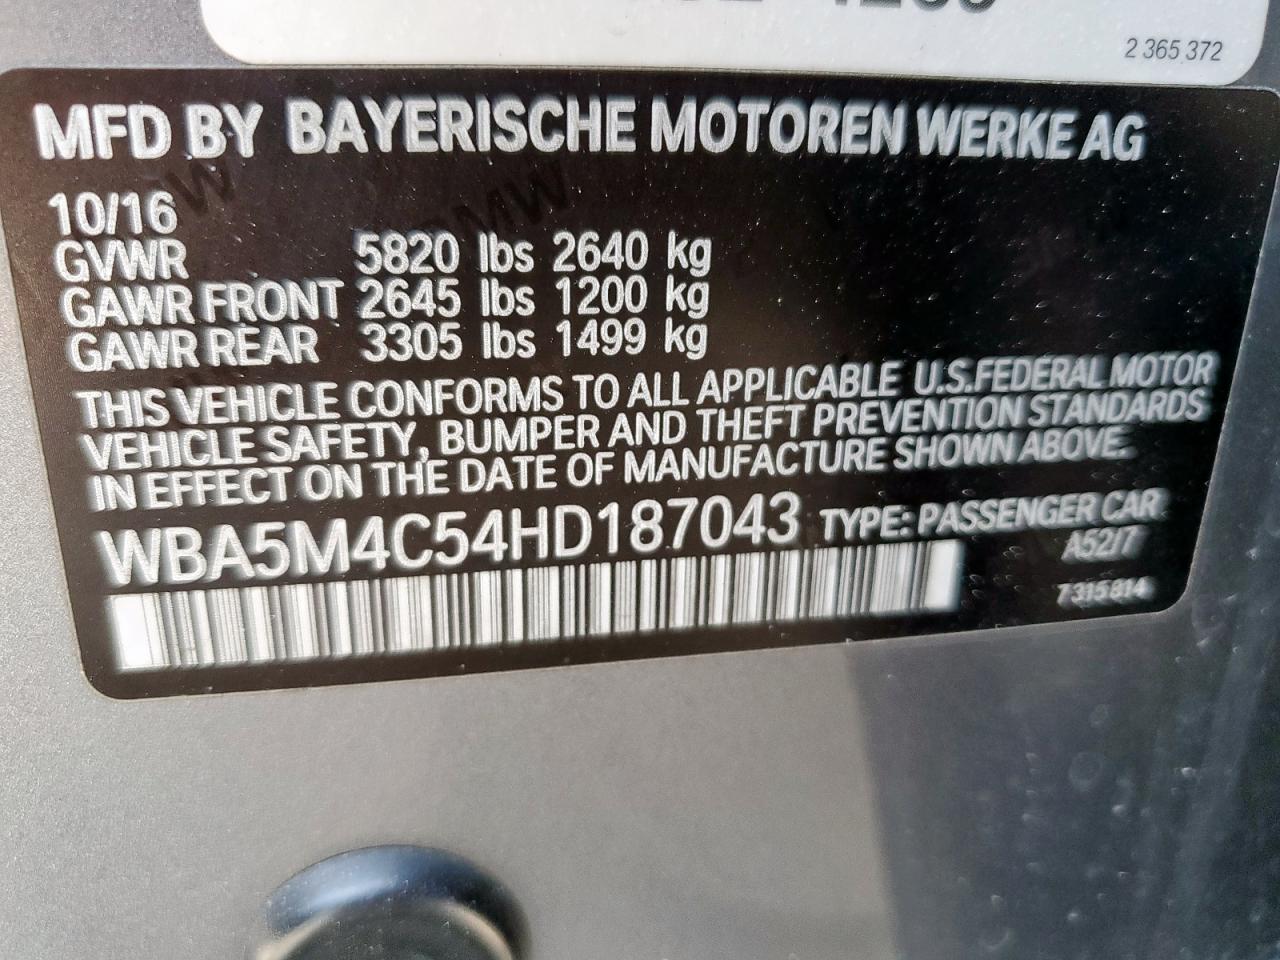 2 365 372
MFD BY BAYERISCHE MOTOREN WERKE AG
10/16
GVWR 5820 lbs 2640 kg
GAWR FRONT 2645 lbs 1200 kg
GAWR REAR 3305 lbs 1499 kg
THIS VEHICLE CONFORMS TO ALL APPLICABLE U.S.FEDERAL MOTOR
VEHICLE SAFETY, BUMPER AND THEFT PREVENTION STANDARDS
IN EFFECT ON THE DATE OF MANUFACTURE SHOWN ABOVE.
WBA5M4C54HD187043 TYPE: PASSENGER CAR
A52/7
7 315 814